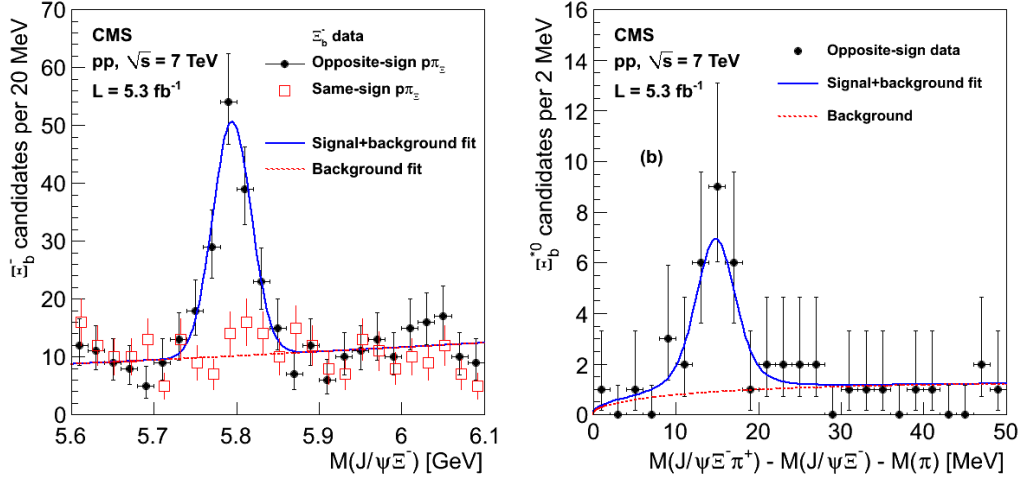 CMS
pp, √s = 7 TeV
L = 5.3 fb⁻¹
Ξb⁻ data
Opposite-sign pπΞ
Same-sign pπΞ
Signal+background fit
Background fit
Ξb⁻ candidates per 20 MeV
70
60
50
40
30
20
10
0
5.6 5.7 5.8 5.9 6 6.1
M(J/ψΞ⁻) [GeV]
CMS
pp, √s = 7 TeV
L = 5.3 fb⁻¹
Opposite-sign data
Signal+background fit
Background
(b)
Ξb*0 candidates per 2 MeV
16
14
12
10
8
6
4
2
0
0 10 20 30 40 50
M(J/ψΞ⁻π⁺) - M(J/ψΞ⁻) - M(π) [MeV]